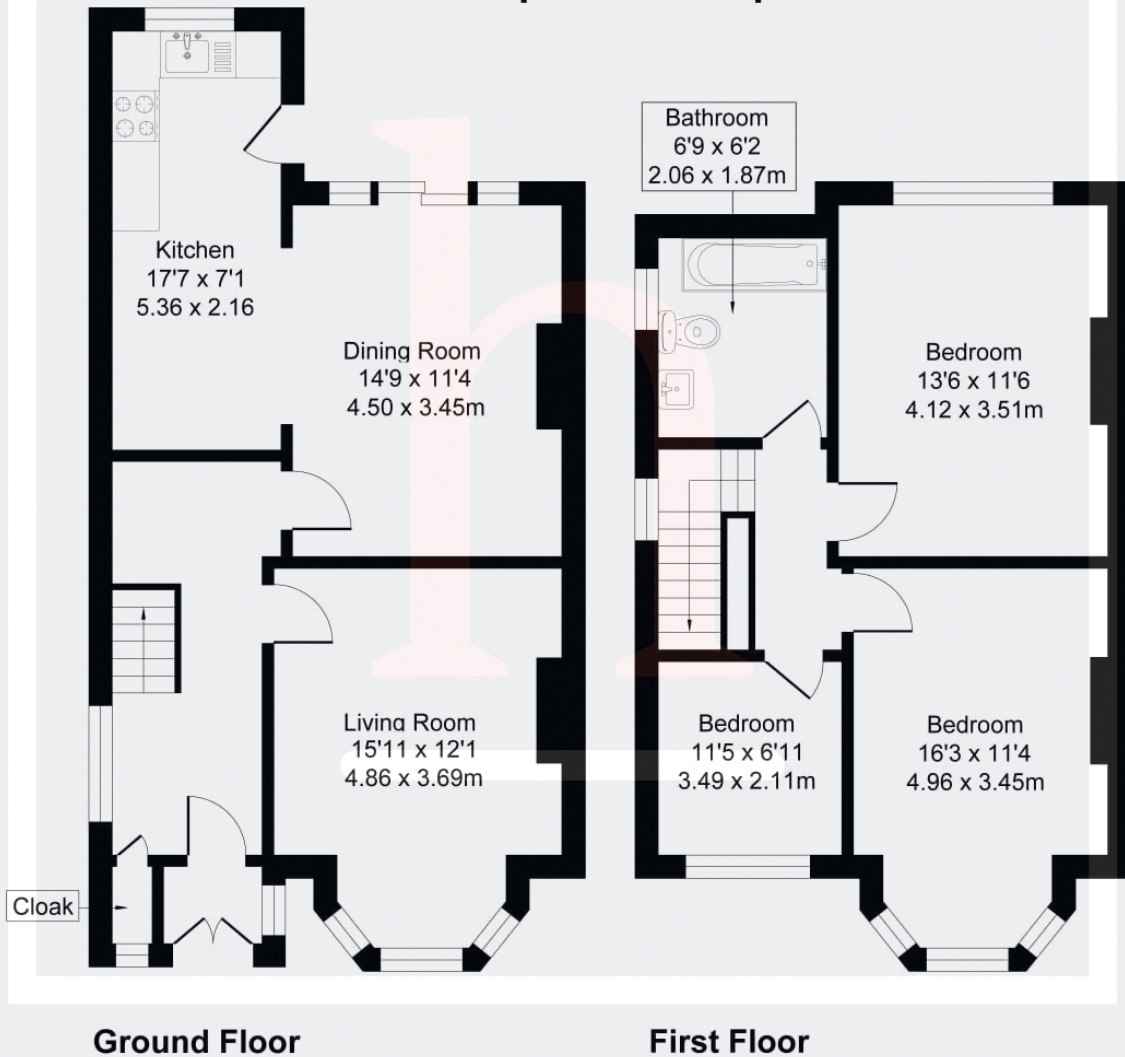 Kitchen
17'7 x 7'1
5.36 x 2.16
Dining Room
14'9 x 11'4
4.50 x 3.45m
Living Room
15'11 x 12'1
4.86 x 3.69m
Cloak
Ground Floor
Bathroom
6'9 x 6'2
2.06 x 1.87m
Bedroom
13'6 x 11'6
4.12 x 3.51m
Bedroom
11'5 x 6'11
3.49 x 2.11m
Bedroom
16'3 x 11'4
4.96 x 3.45m
First Floor
h